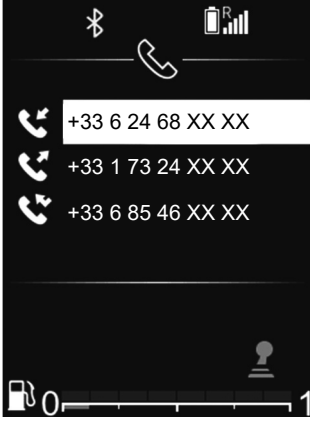 R
+33 6 24 68 XX XX
+33 1 73 24 XX XX
+33 6 85 46 XX XX
0 1